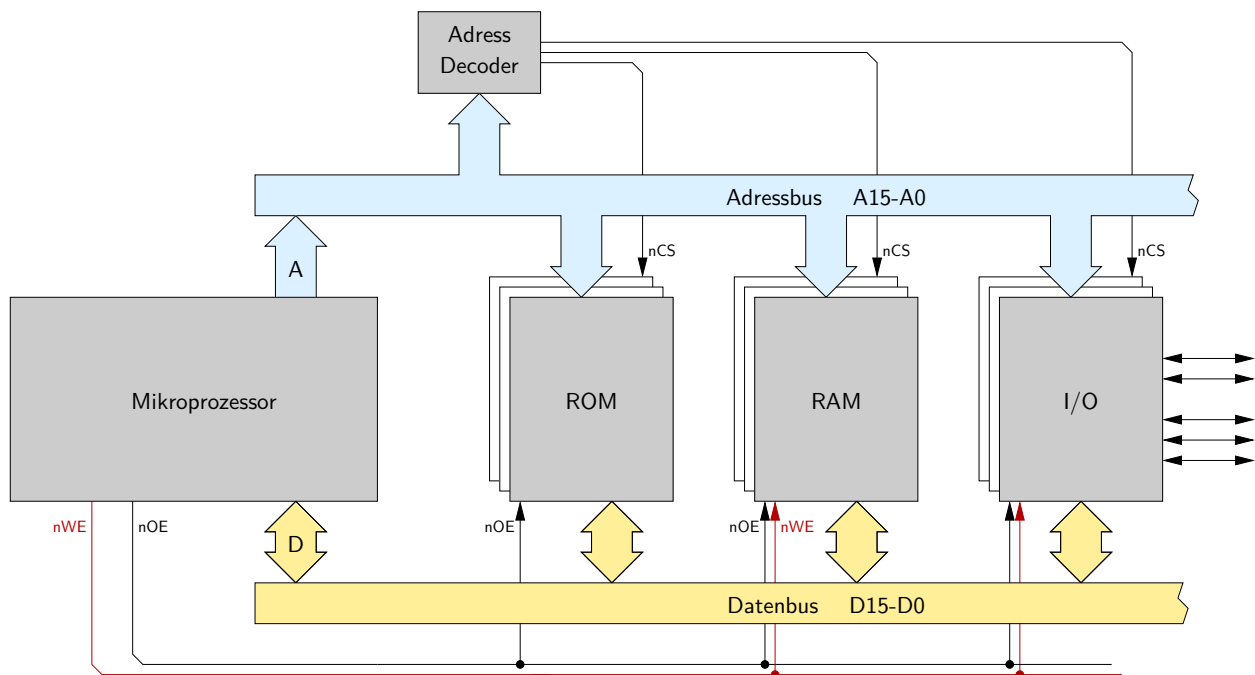 Adress
Decoder
Adressbus A15-A0
A
nCS
nCS
nCS
Mikroprozessor
ROM
RAM
I/O
nWE
nOE
D
nOE
nOE
nWE
Datenbus D15-D0